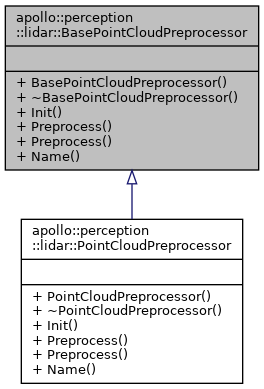 apollo::perception
::lidar::BasePointCloudPreprocessor
+ BasePointCloudPreprocessor()
+ ~BasePointCloudPreprocessor()
+ Init()
+ Preprocess()
+ Preprocess()
+ Name()
apollo::perception
::lidar::PointCloudPreprocessor
+ PointCloudPreprocessor()
+ ~PointCloudPreprocessor()
+ Init()
+ Preprocess()
+ Preprocess()
+ Name()